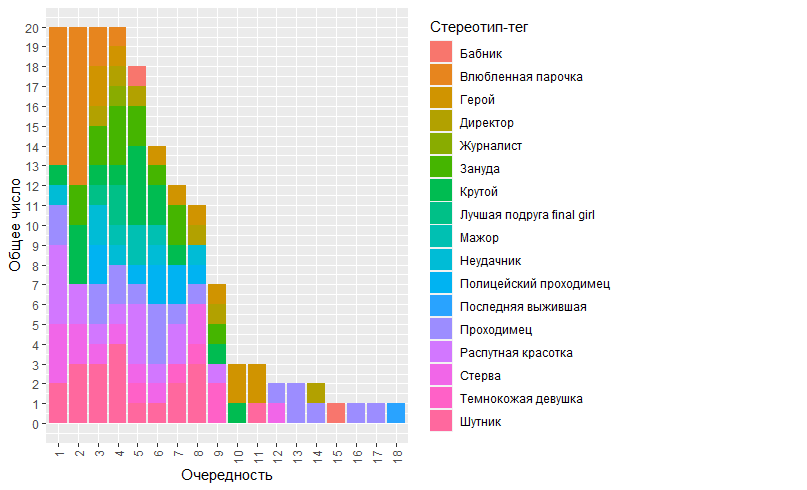 Общее число
20
19
18
17
16
15
14
13
12
11
10
9
8
7
6
5
4
3
2
1
0
1 2 3 4 5 6 7 8 9 10 11 12 13 14 15 16 17 18
Очередность
Стереотип-тег
Бабник
Влюбленная парочка
Герой
Директор
Журналист
Зануда
Крутой
Лучшая подруга final girl
Мажор
Неудачник
Полицейский проходимец
Последняя выжившая
Проходимец
Распутная красотка
Стерва
Темнокожая девушка
Шутник